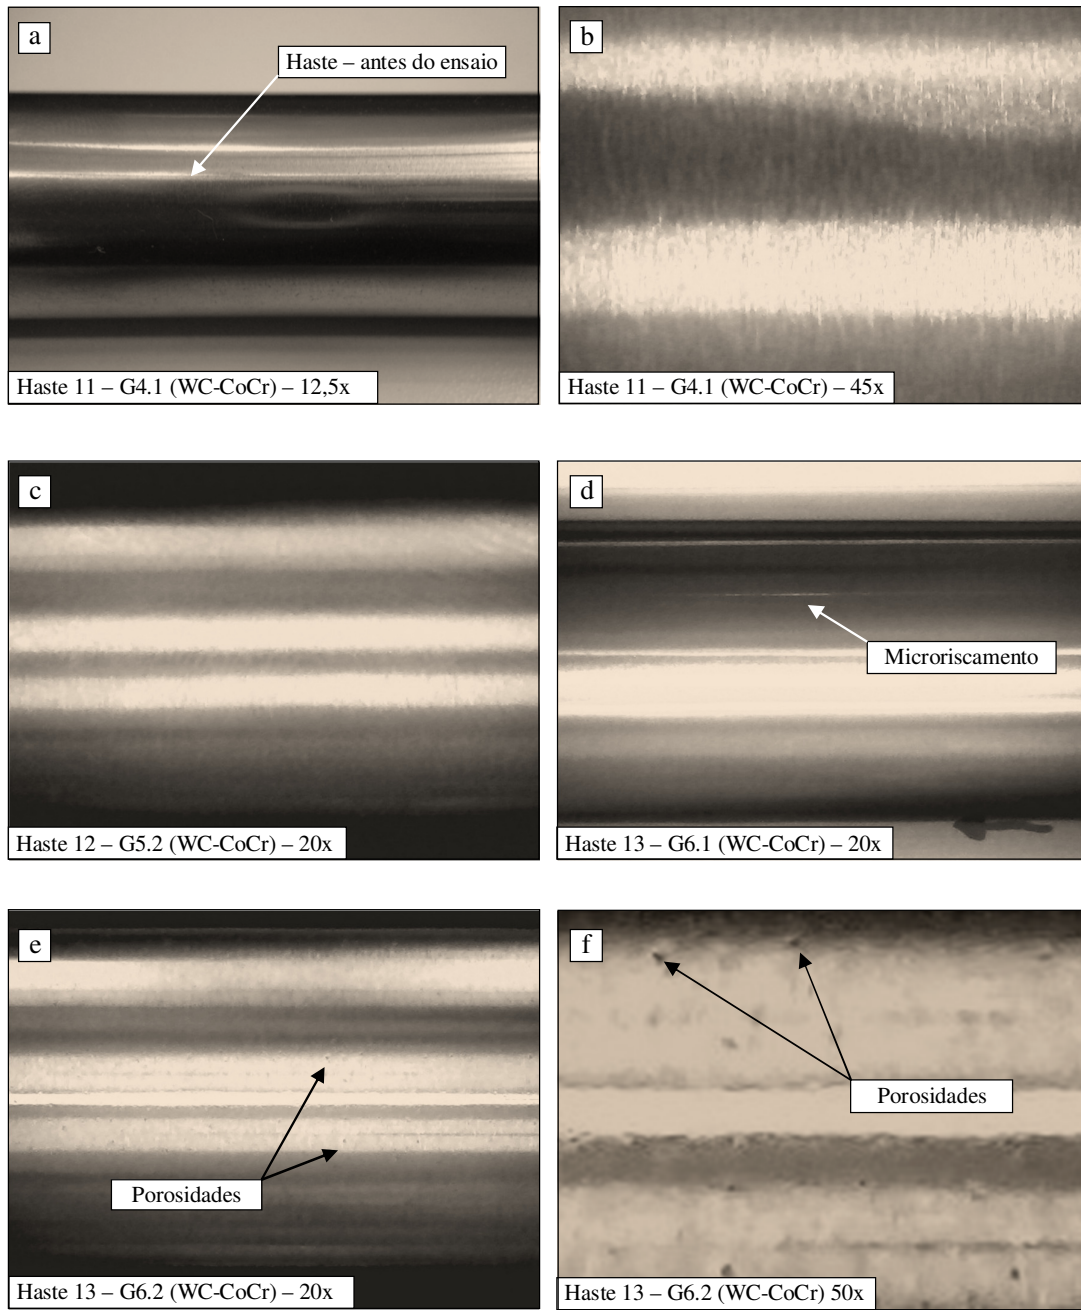 a
Haste – antes do ensaio
Haste 11 – G4.1 (WC-CoCr) – 12,5x
b
Haste 11 – G4.1 (WC-CoCr) – 45x
c
Haste 12 – G5.2 (WC-CoCr) – 20x
d
Microriscamento
Haste 13 – G6.1 (WC-CoCr) – 20x
e
Porosidades
Haste 13 – G6.2 (WC-CoCr) – 20x
f
Porosidades
Haste 13 – G6.2 (WC-CoCr) 50x